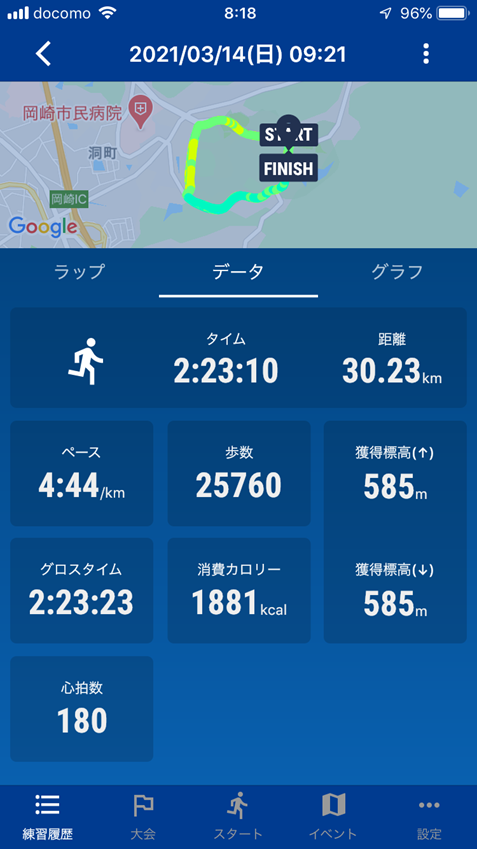 docomo 8:18 96%
2021/03/14(日) 09:21
岡崎市民病院
洞町
START
FINISH
岡崎IC
Google
ラップ データ グラフ
タイム 距離
2:23:10 30.23km
ペース 歩数 獲得標高(↑)
4:44/km 25760 585m
グロスタイム 消費カロリー 獲得標高(↓)
2:23:23 1881kcal 585m
心拍数
180
練習履歴 大会 スタート イベント 設定